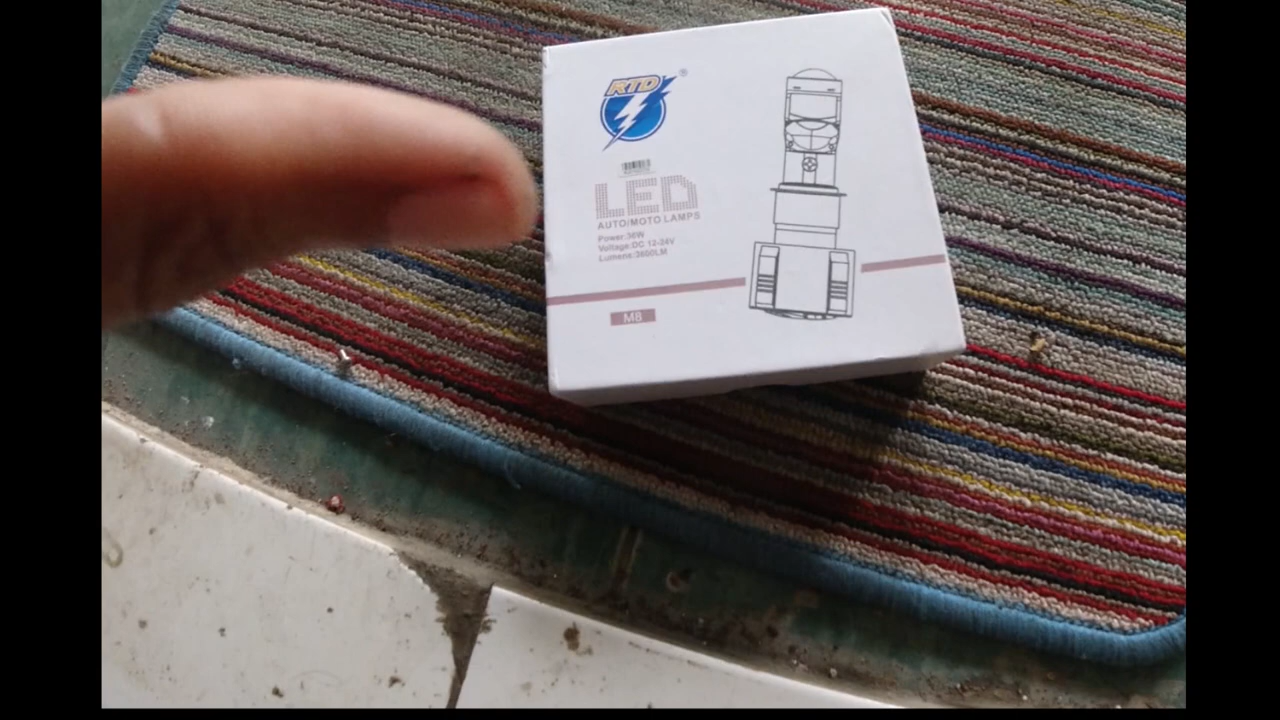 RTD
®
LED
AUTO/MOTO LAMPS
Power:36W
Voltage:DC 12-24V
Lumens:3600LM
M8